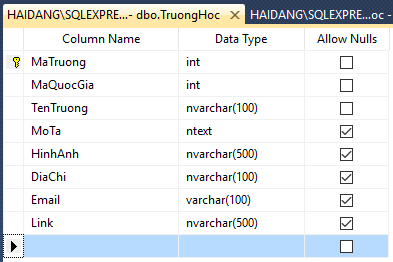 HAIDANG\SQLEXPRE...- dbo.TruongHoc HAIDANG\SQLEXPRE...oc -
Column Name Data Type Allow Nulls
MaTruong int
MaQuocGia int
TenTruong nvarchar(100)
MoTa ntext
HinhAnh nvarchar(500)
DiaChi nvarchar(100)
Email varchar(100)
Link nvarchar(500)